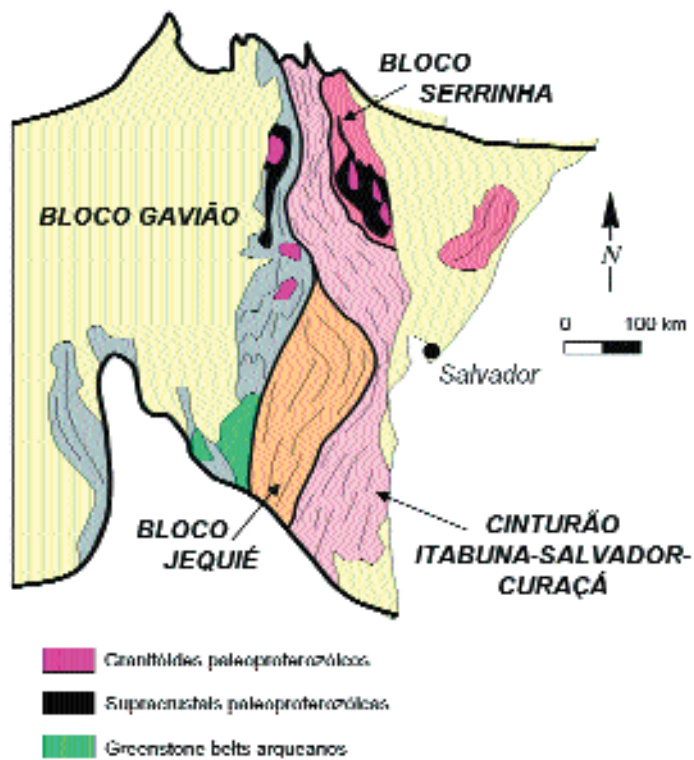 BLOCO
SERRINHA
BLOCO GAVIÃO
N
0 100 km
Salvador
BLOCO
JEQUIÉ
CINTURÃO
ITABUNA-SALVADOR-
CURAÇÁ
Granitóides paleoproterozóicos
Supracrustais paleoproterozóicas
Greenstone belts arqueanos